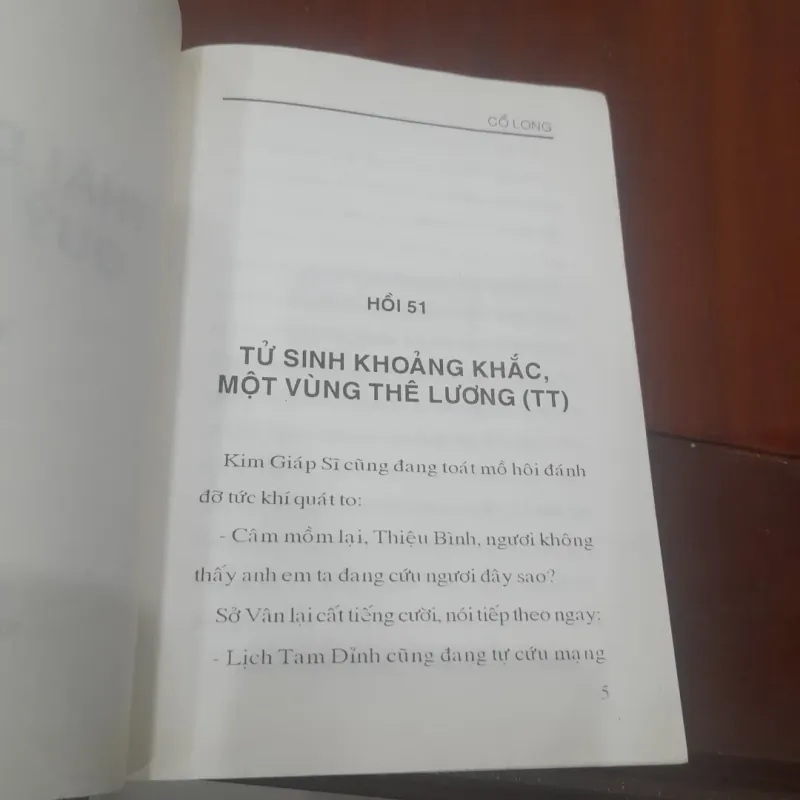 CỔ LONG
HỒI 51
TỬ SINH KHOẢNG KHẮC,
MỘT VÙNG THÊ LƯƠNG (TT)
Kim Giáp Sĩ cũng đang toát mồ hôi đánh
đỡ tức khí quát to:
- Câm mồm lại, Thiệu Bình, ngươi không
thấy anh em ta đang cứu ngươi đây sao?
Sở Vân lại cất tiếng cười, nói tiếp theo ngay:
- Lịch Tam Dỉnh cũng đang tự cứu mạng
5